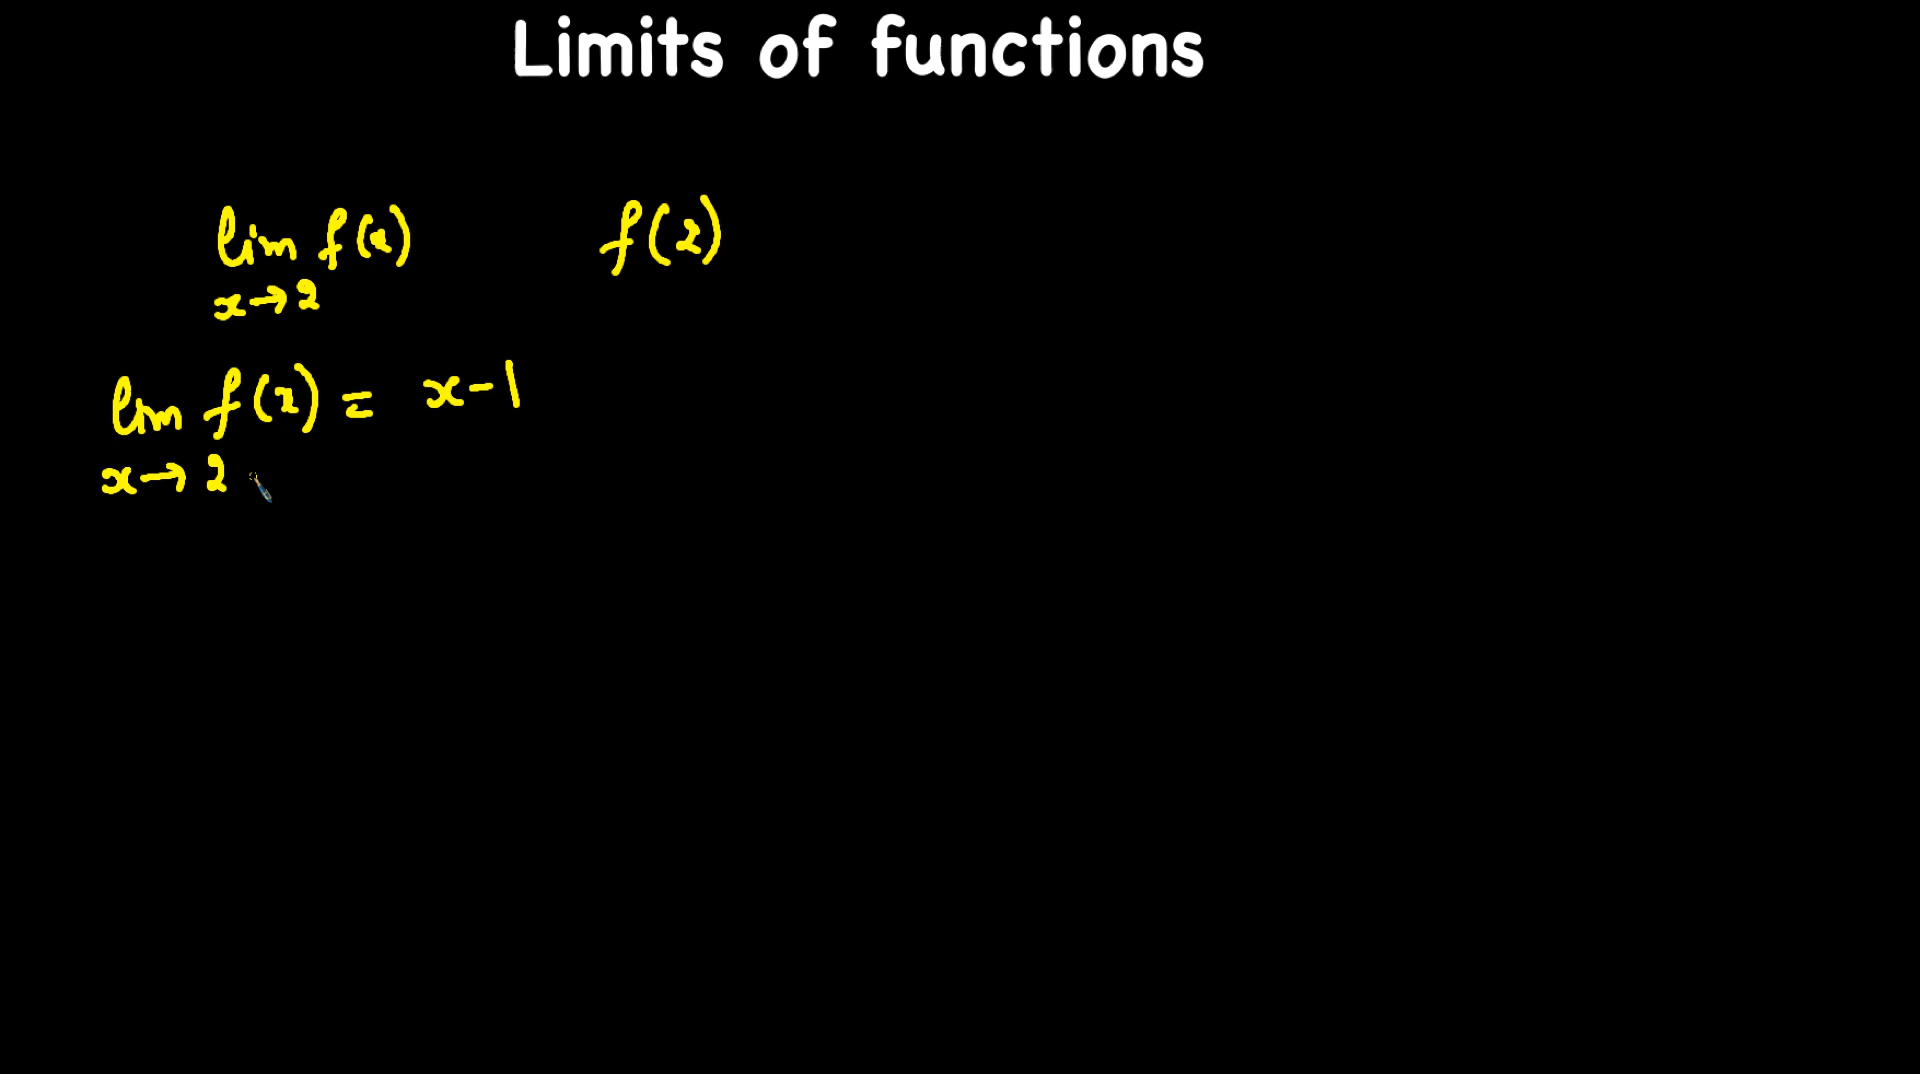 Limits of functions
lim f(x) f(2)
x→2
lim f(x) = x-1
x→2